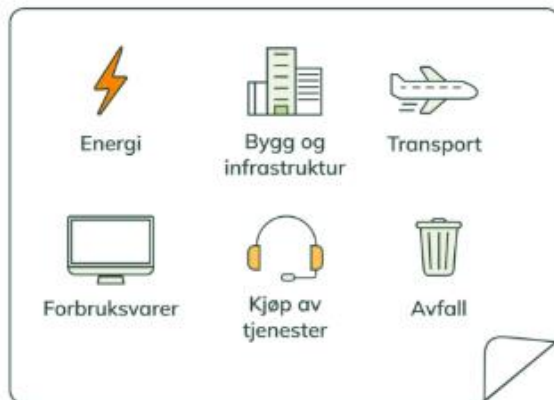 Energi
Bygg og
infrastruktur
Transport
Forbruksvarer
Kjøp av
tjenester
Avfall